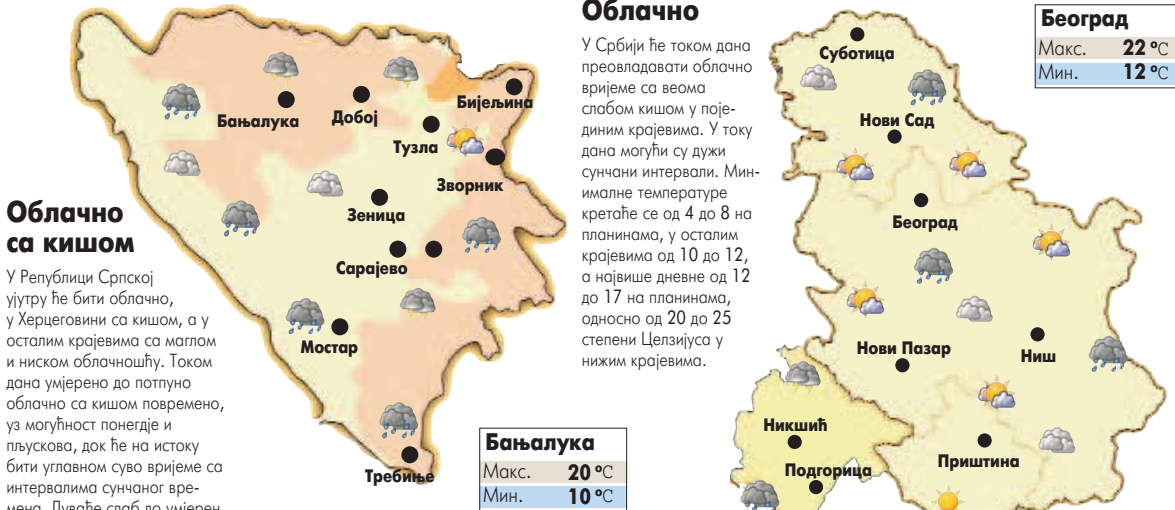 Облачно
са кишом
У Републици Српској
ујутру ће бити облачно,
у Херцеговини са кишом, а у
осталим крајевима са маглом
и ниском облачношћу. Током
дана умјерено до потпуно
облачно са кишом повремено,
уз могућност понегдје и
пљускова, док ће на истоку
бити углавном суво вријеме са
интервалима сунчаног вре-
мена. Дуваће слаб до умјерен
Бањалука
Добој
Бијељина
Тузла
Зворник
Зеница
Сарајево
Мостар
Требиње
Бањалука
Макс. 20 °C
Мин. 10 °C
Облачно
У Србији ће током дана
преовладавати облачно
вријеме са веома
слабом кишом у поје-
диним крајевима. У току
дана могући су дужи
сунчани интервали. Мин-
ималне температуре
кретаће се од 4 до 8 на
планинама, у осталим
крајевима од 10 до 12,
а највише дневне од 12
до 17 на планинама,
односно од 20 до 25
степени Целзијуса у
нижим крајевима.
Суботица
Нови Сад
Београд
Нови Пазар
Ниш
Никшић
Подгорица
Приштина
Београд
Макс. 22 °C
Мин. 12 °C